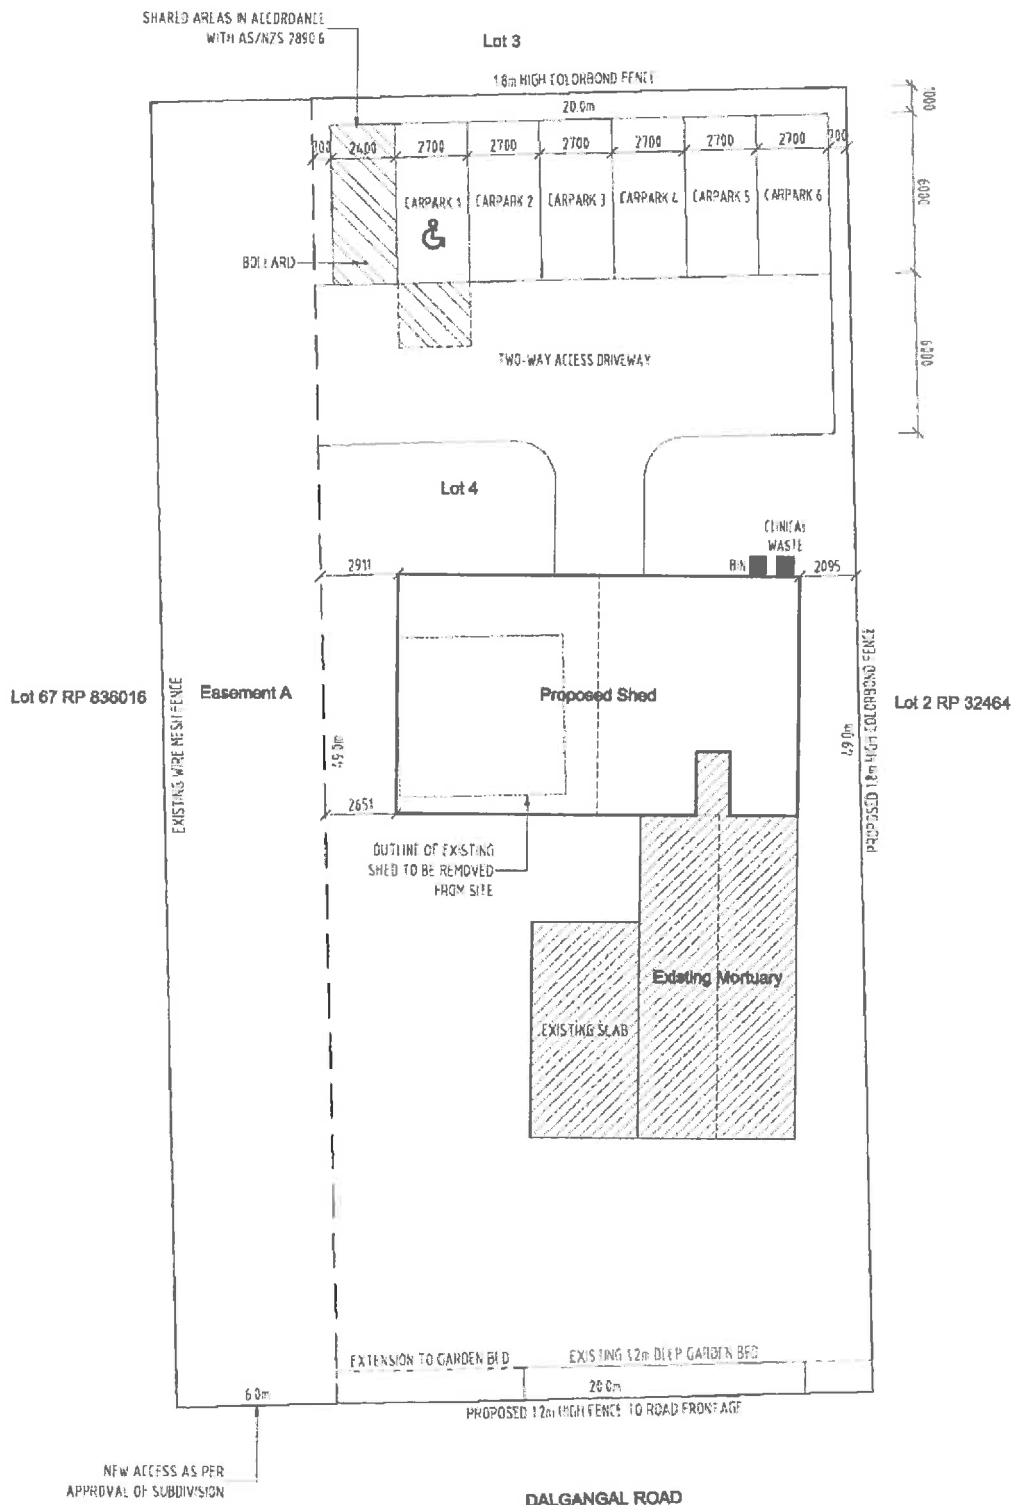 SHARED AREAS IN ACCORDANCE
WITH AS/NZS 2890.6
Lot 3
1.8m HIGH COLORBOND FENCE
20.0m
1000
700
2400
2700
2700
2700
2700
2700
2700
700
6000
CARPARK 1
CARPARK 2
CARPARK 3
CARPARK 4
CARPARK 5
CARPARK 6
BOLLARD
TWO-WAY ACCESS DRIVEWAY
6000
Lot 4
CLINICAL
WASTE
BIN
2911
2095
Lot 67 RP 836016
EXISTING WIRE MESH FENCE
Easement A
49.0m
Proposed Shed
49.0m
PROPOSED 1.8m HIGH COLORBOND FENCE
Lot 2 RP 32464
2651
OUTLINE OF EXISTING
SHED TO BE REMOVED
FROM SITE
Existing Mortuary
EXISTING SLAB
EXTENSION TO GARDEN BED
EXISTING 1.2m DEEP GARDEN BED
6.0m
20.0m
PROPOSED 1.2m HIGH FENCE TO ROAD FRONTAGE
NEW ACCESS AS PER
APPROVAL OF SUBDIVISION
DALGANGAL ROAD